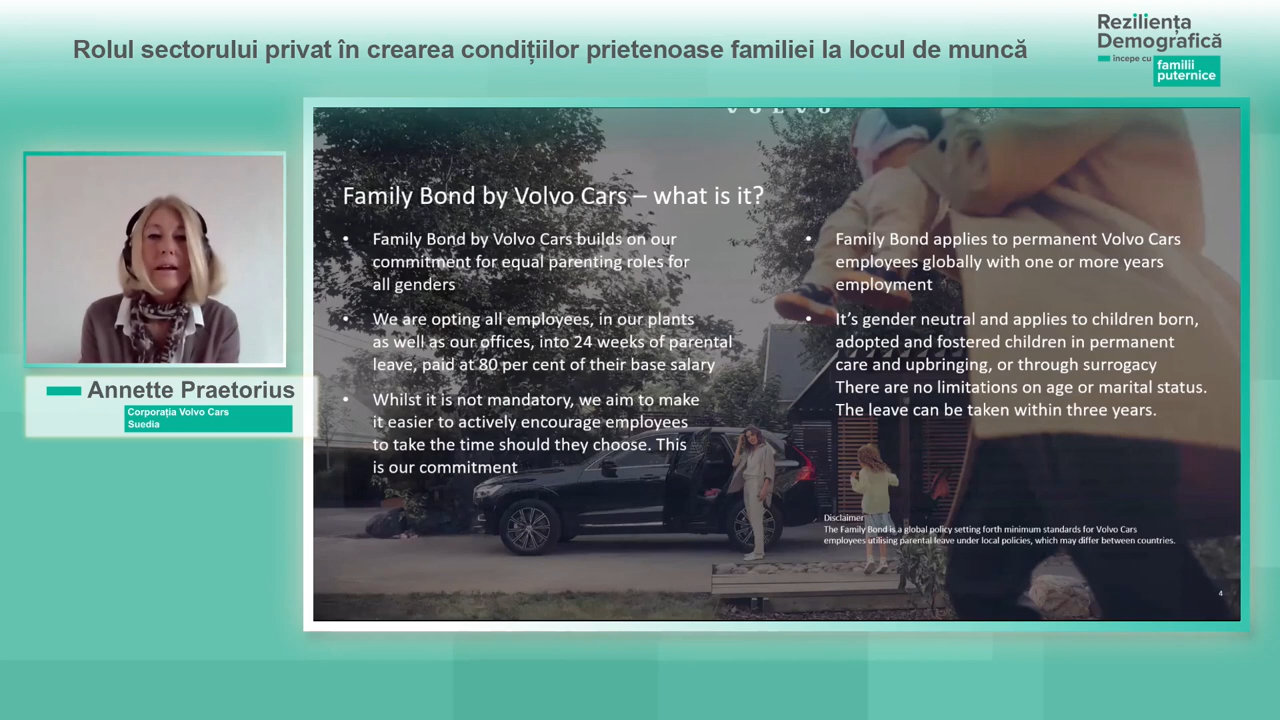 Rolul sectorului privat în crearea condițiilor prietenoase familiei la locul de muncă
Reziliența
Demografică
începe cu
familii
puternice
VOLVO
Family Bond by Volvo Cars – what is it?
• Family Bond by Volvo Cars builds on our
commitment for equal parenting roles for
all genders
• We are opting all employees, in our plants
as well as our offices, into 24 weeks of parental
leave, paid at 80 per cent of their base salary
• Whilst it is not mandatory, we aim to make
it easier to actively encourage employees
to take the time should they choose. This
is our commitment
• Family Bond applies to permanent Volvo Cars
employees globally with one or more years
employment
• It’s gender neutral and applies to children born,
adopted and fostered children in permanent
care and upbringing, or through surrogacy
There are no limitations on age or marital status.
The leave can be taken within three years.
Disclaimer
The Family Bond is a global policy setting forth minimum standards for Volvo Cars
employees utilising parental leave under local policies, which may differ between countries.
4
Annette Praetorius
Corporația Volvo Cars
Suedia